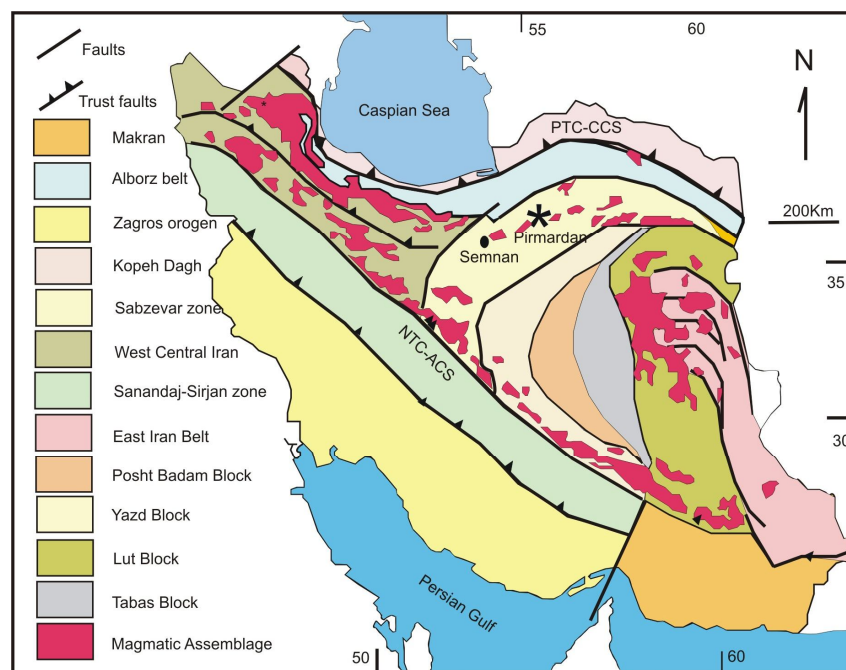 55
60
Faults
Trust faults
Makran
Alborz belt
Zagros orogen
Kopeh Dagh
Sabzevar zone
West Central Iran
Sanandaj-Sirjan zone
East Iran Belt
Posht Badam Block
Yazd Block
Lut Block
Tabas Block
Magmatic Assemblage
Caspian Sea
PTC-CCS
N
200Km
Pirmardan
Semnan
35
NTC-ACS
30
Persian Gulf
50
60